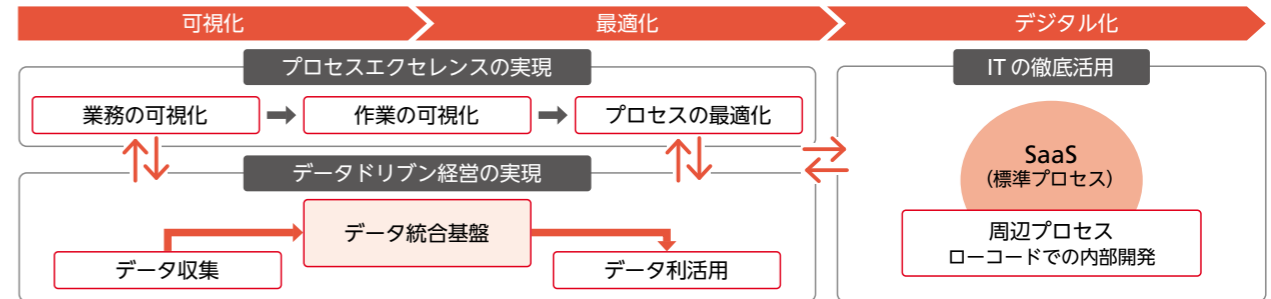 可視化
最適化
デジタル化
プロセスエクセレンスの実現
業務の可視化
作業の可視化
プロセスの最適化
データドリブン経営の実現
データ統合基盤
データ収集
データ利活用
ITの徹底活用
SaaS
(標準プロセス)
周辺プロセス
ローコードでの内部開発